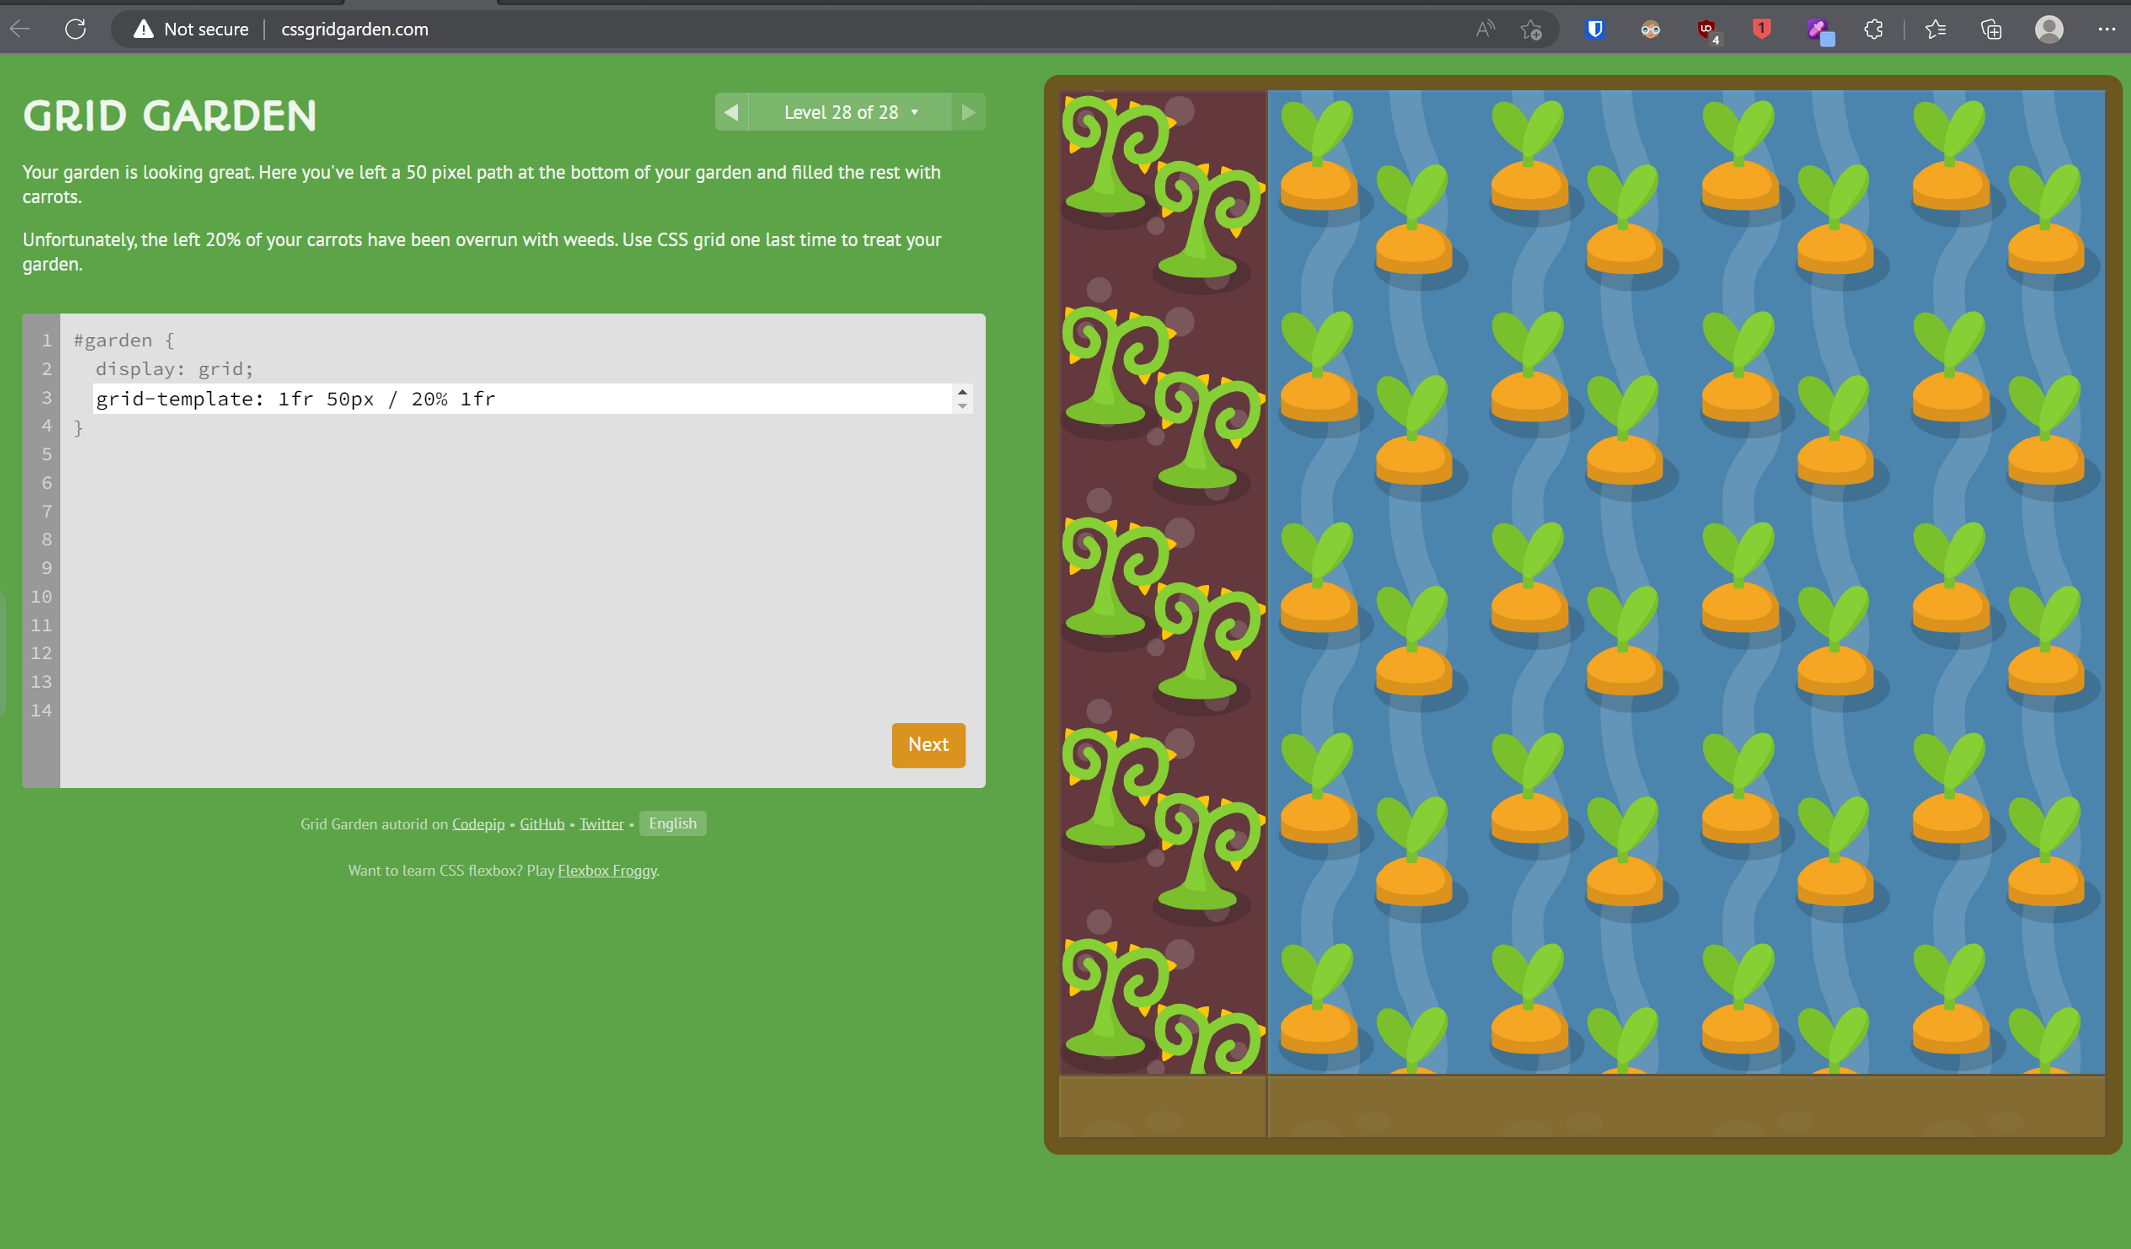 Not secure
cssgridgarden.com
4
1
GRID GARDEN
Level 28 of 28
Your garden is looking great. Here you've left a 50 pixel path at the bottom of your garden and filled the rest with
carrots.
Unfortunately, the left 20% of your carrots have been overrun with weeds. Use CSS grid one last time to treat your
garden.
1 #garden {
2 display: grid;
3 grid-template: 1fr 50px / 20% 1fr
4 }
5
6
7
8
9
10
11
12
13
14
Next
Grid Garden autorid on Codepip • GitHub • Twitter • English
Want to learn CSS flexbox? Play Flexbox Froggy.